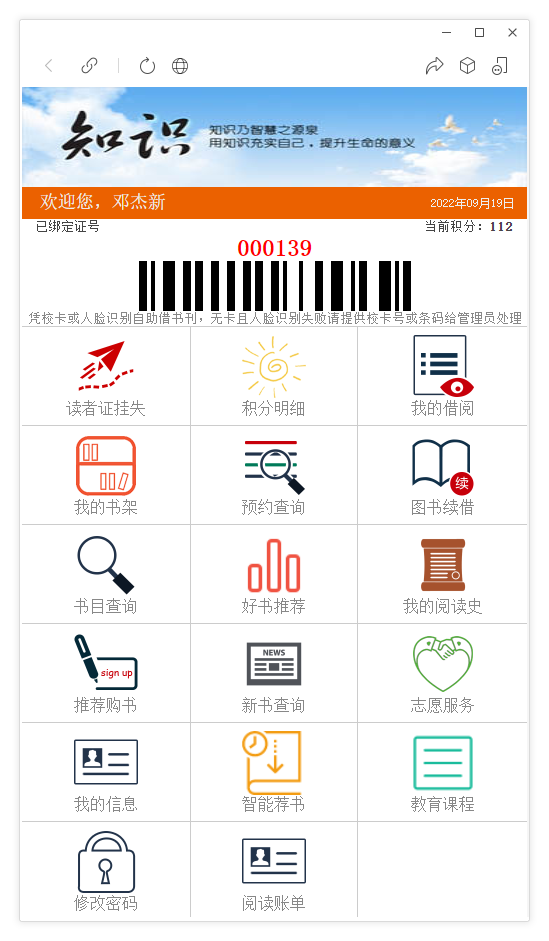 知识
知识乃智慧之源泉
用知识充实自己，提升生命的意义
欢迎您，邓杰新
2022年09月19日
已绑定证号
当前积分：112
000139
凭校卡或人脸识别自助借书刊，无卡且人脸识别失败请提供校卡号或条码给管理员处理
读者证挂失
积分明细
我的借阅
我的书架
预约查询
续
图书续借
书目查询
好书推荐
我的阅读史
sign up
推荐购书
NEWS
新书查询
志愿服务
我的信息
智能荐书
教育课程
修改密码
阅读账单